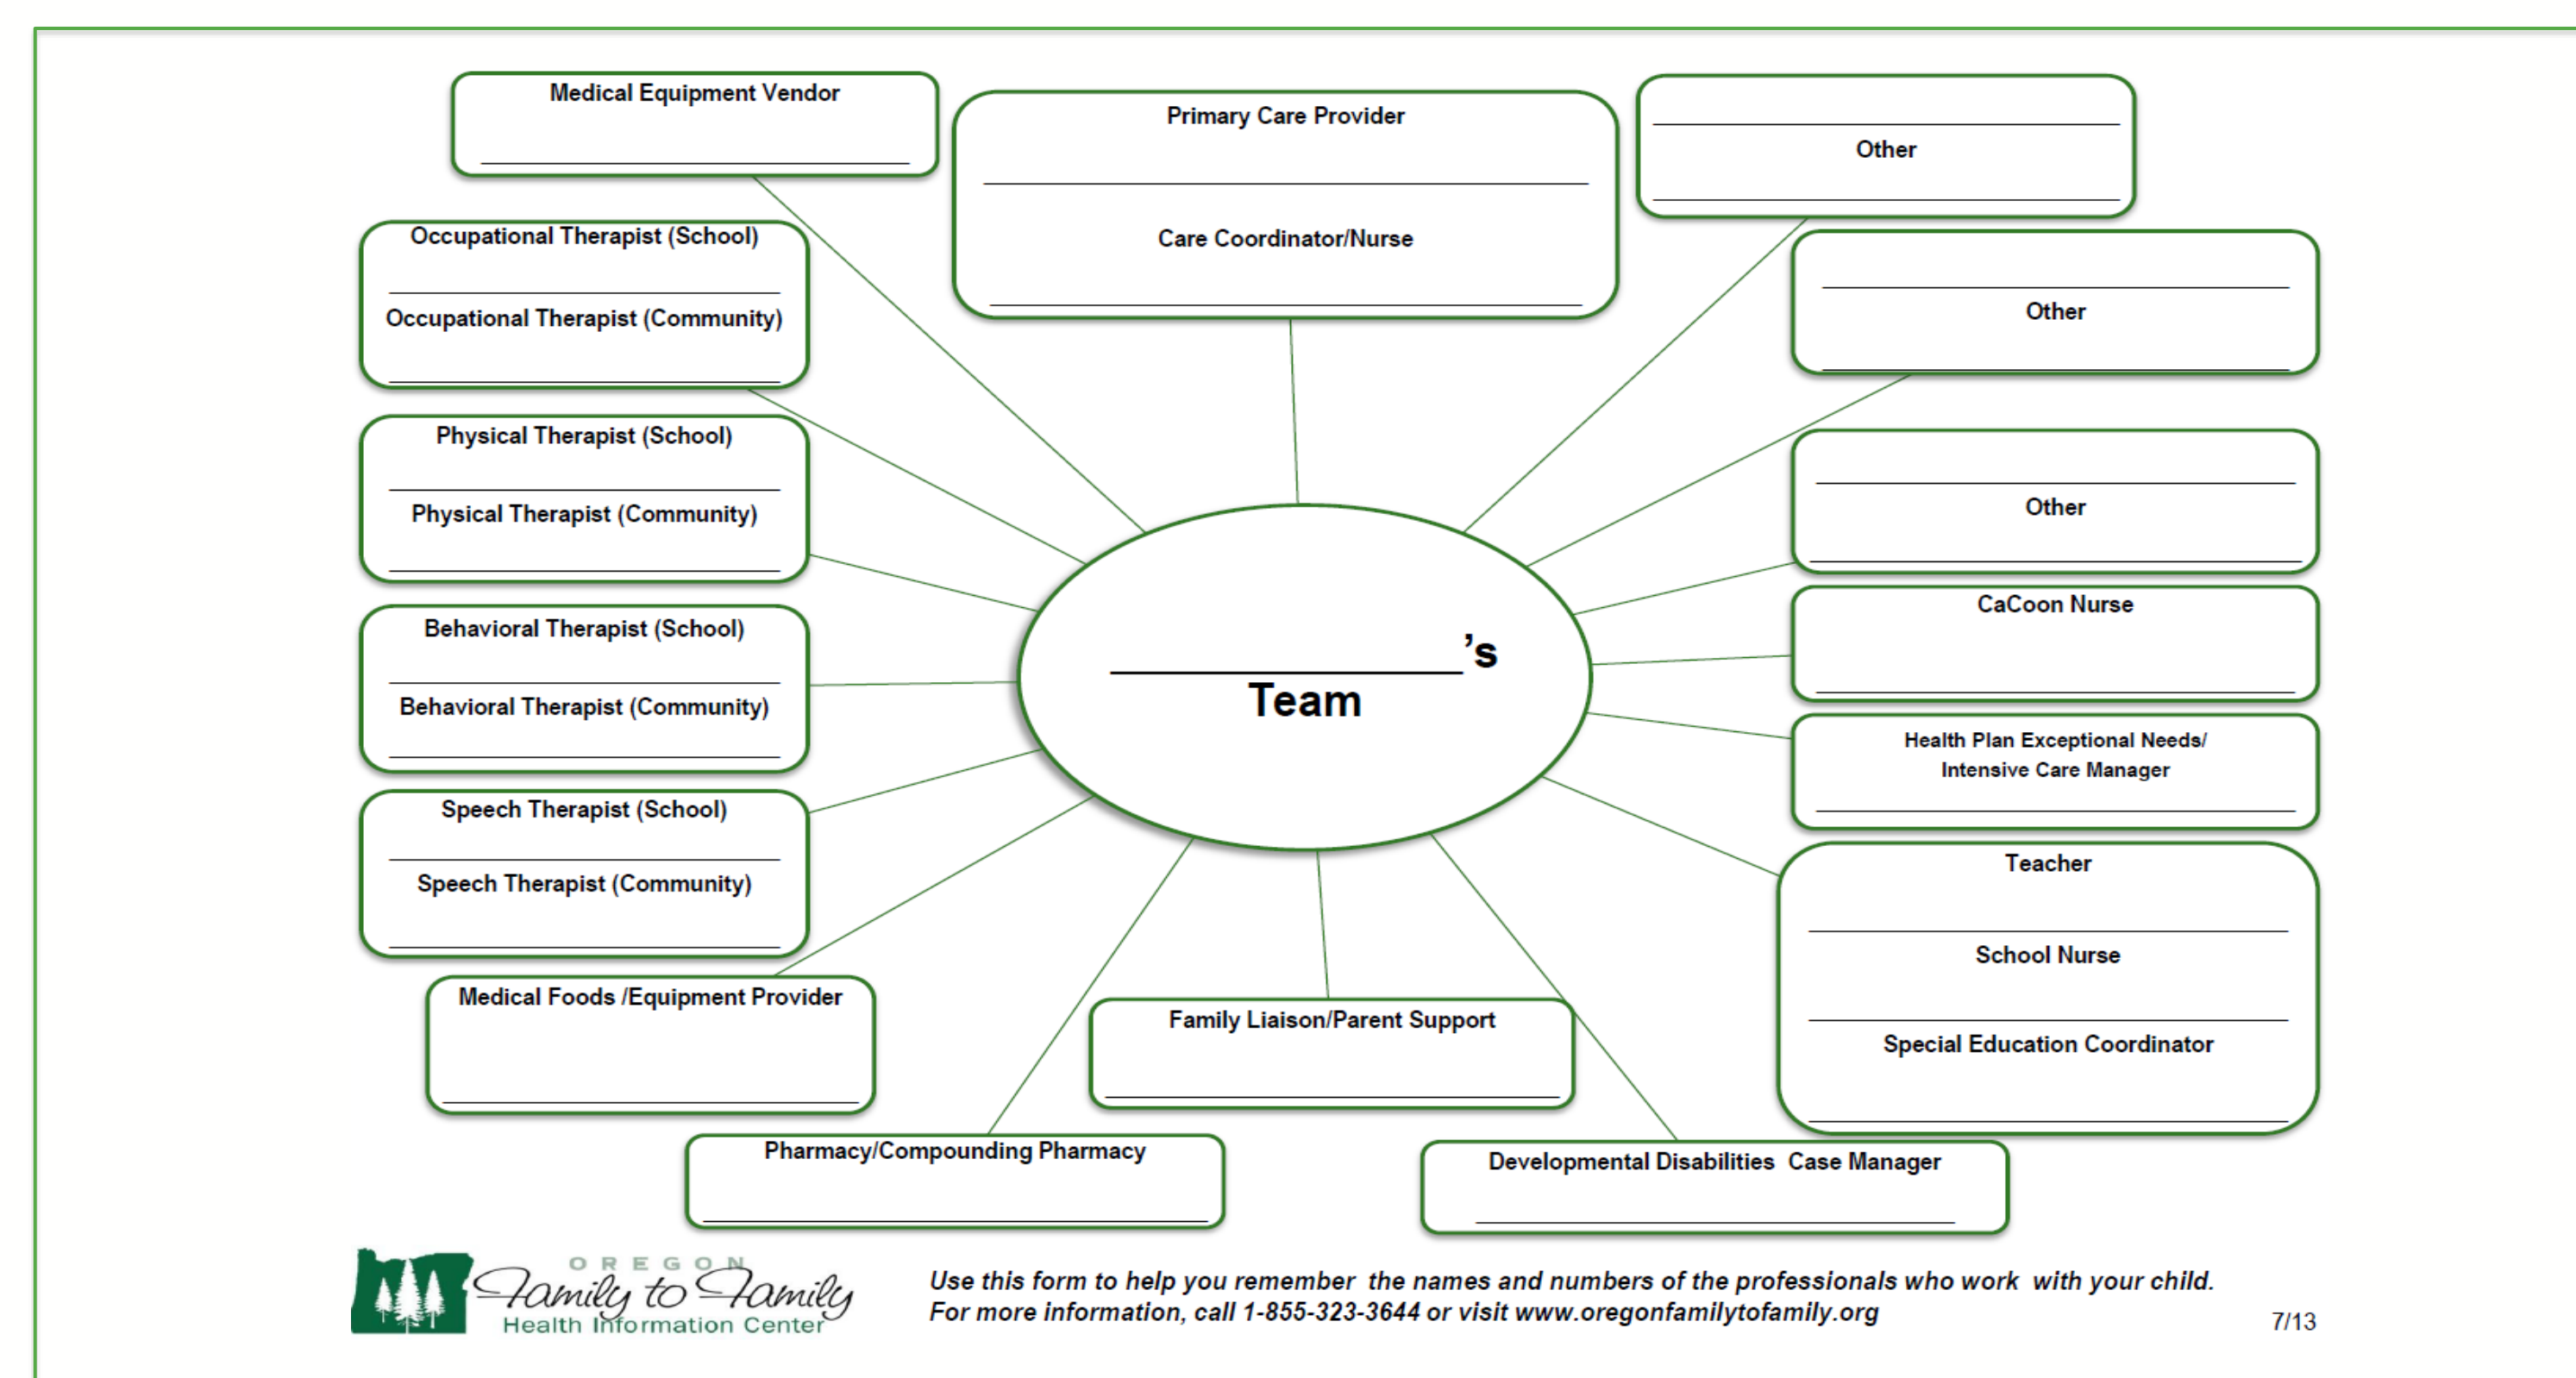 Medical Equipment Vendor
Primary Care Provider
Care Coordinator/Nurse
Other
Occupational Therapist (School)
Occupational Therapist (Community)
Other
Physical Therapist (School)
Physical Therapist (Community)
Other
Behavioral Therapist (School)
Behavioral Therapist (Community)
CaCoon Nurse
’s
Team
Health Plan Exceptional Needs/
Intensive Care Manager
Speech Therapist (School)
Speech Therapist (Community)
Teacher
School Nurse
Special Education Coordinator
Medical Foods /Equipment Provider
Family Liaison/Parent Support
Pharmacy/Compounding Pharmacy
Developmental Disabilities Case Manager
OREGON
Family to Family
Health Information Center
Use this form to help you remember the names and numbers of the professionals who work with your child.
For more information, call 1-855-323-3644 or visit www.oregonfamilytofamily.org
7/13